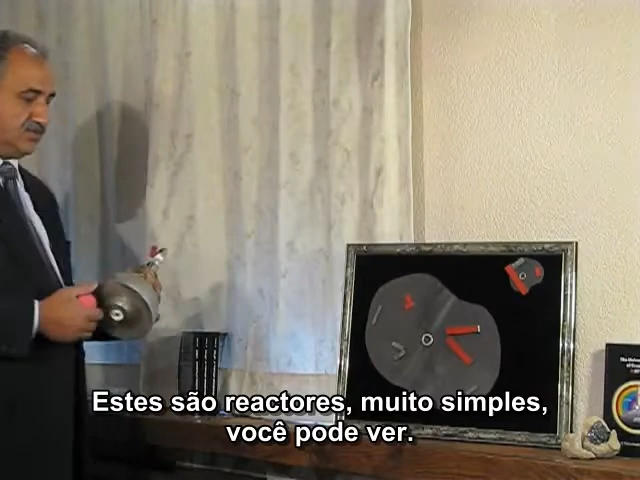 Estes são reactores, muito simples,
você pode ver.